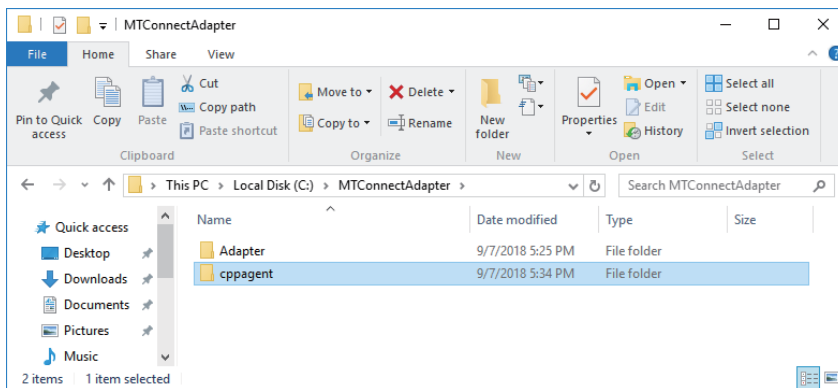 MTConnectAdapter
File Home Share View
Pin to Quick access
Copy
Paste
Cut
Copy path
Paste shortcut
Clipboard
Move to
Copy to
Delete
Rename
Organize
New folder
New
Properties
Open
Edit
History
Open
Select all
Select none
Invert selection
Select
This PC > Local Disk (C:) > MTConnectAdapter >
Search MTConnectAdapter
Quick access
Desktop
Downloads
Documents
Pictures
Music
Name Date modified Type Size
Adapter 9/7/2018 5:25 PM File folder
cppagent 9/7/2018 5:34 PM File folder
2 items 1 item selected